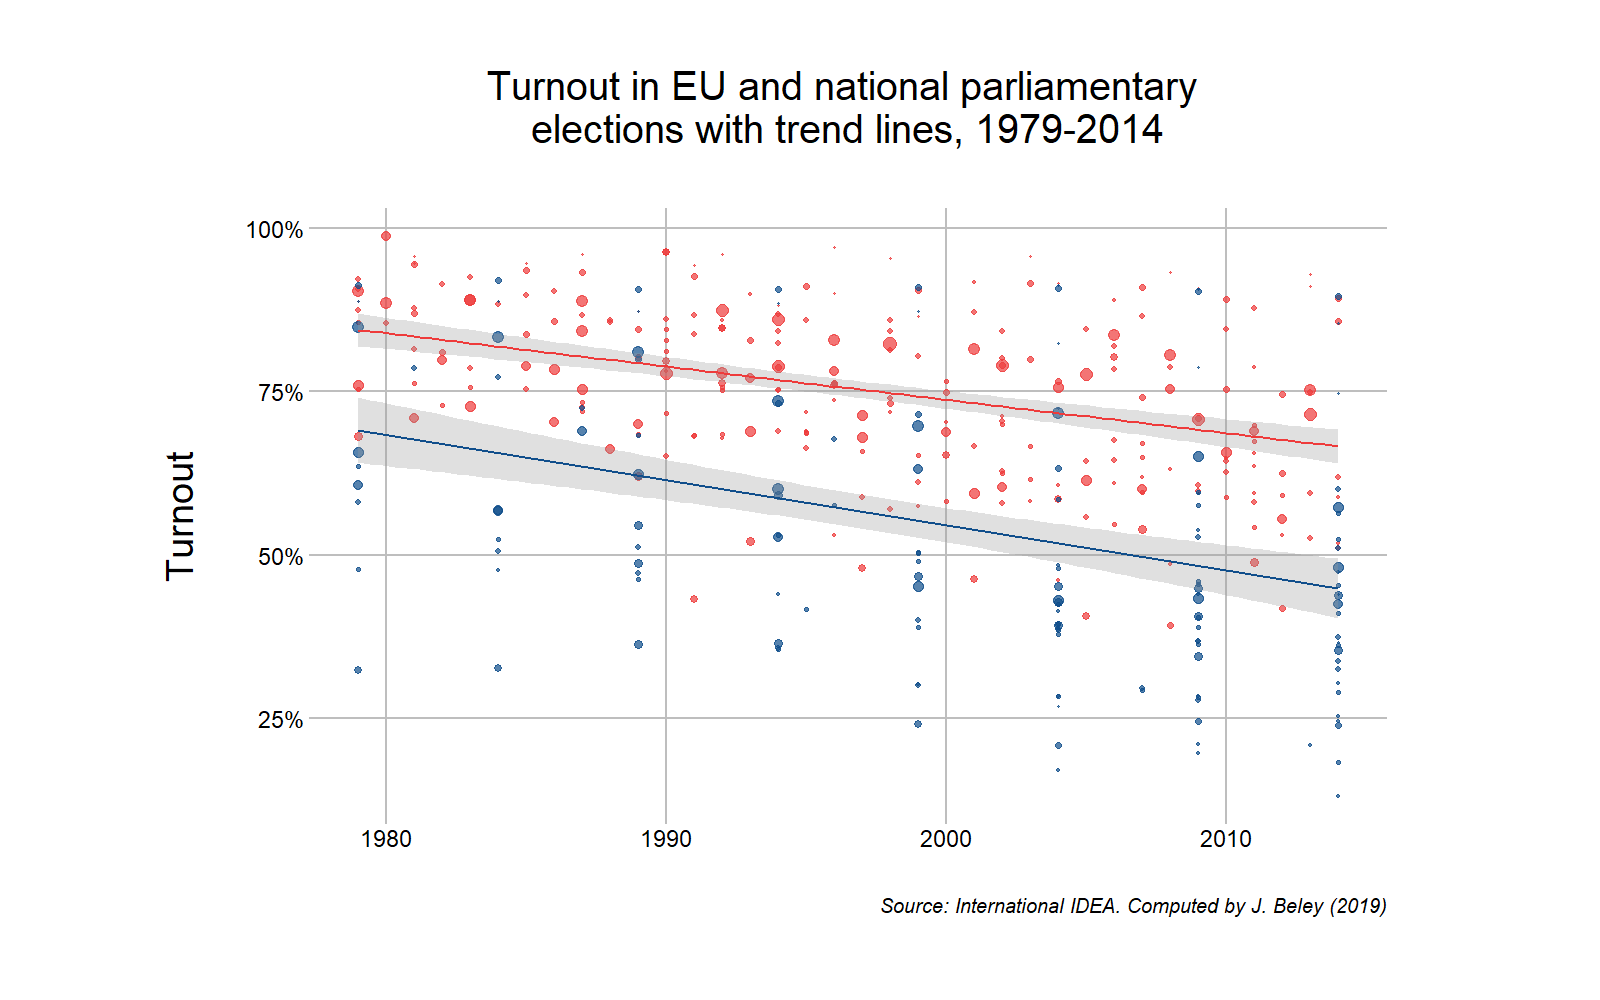 Turnout in EU and national parliamentary
elections with trend lines, 1979-2014
100%
75%
50%
25%
Turnout
1980
1990
2000
2010
Source: International IDEA. Computed by J. Beley (2019)